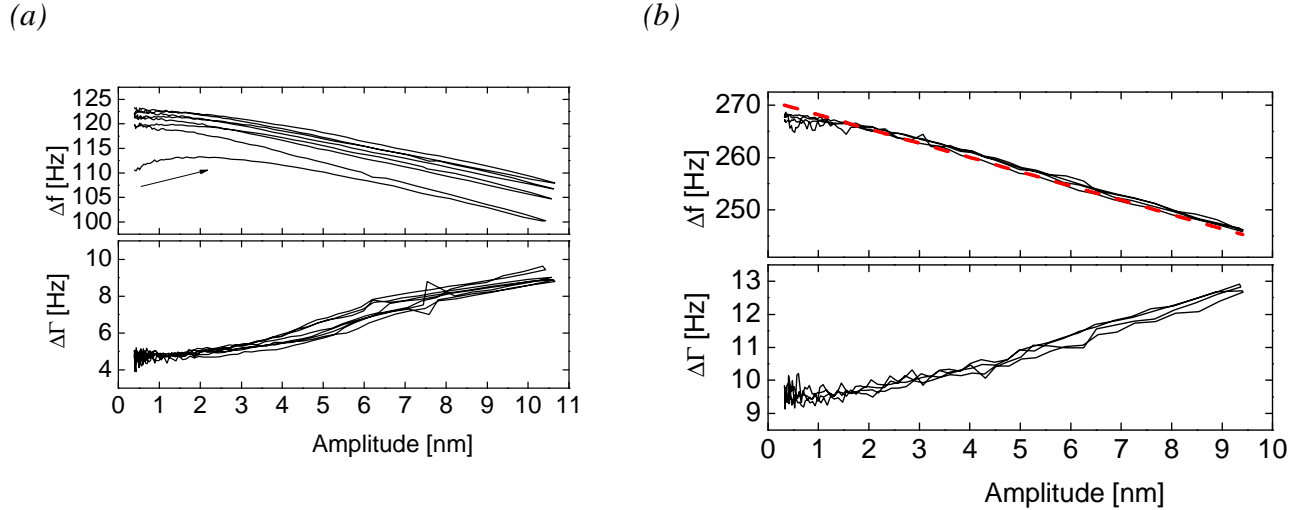 (a)
(b)
125
120
115
110
105
100
Δf [Hz]
10
8
6
4
ΔΓ [Hz]
0 1 2 3 4 5 6 7 8 9 10 11
Amplitude [nm]
270
260
250
Δf [Hz]
13
12
11
10
9
ΔΓ [Hz]
0 1 2 3 4 5 6 7 8 9 10
Amplitude [nm]